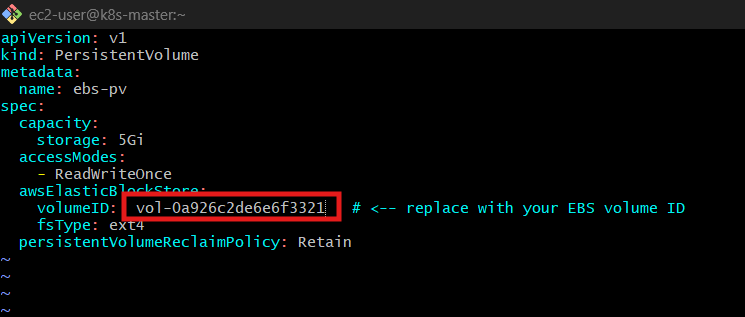 ec2-user@k8s-master:~
apiVersion: v1
kind: PersistentVolume
metadata:
  name: ebs-pv
spec:
  capacity:
    storage: 5Gi
  accessModes:
    - ReadWriteOnce
  awsElasticBlockStore:
    volumeID: vol-0a926c2de6e6f3321   # <-- replace with your EBS volume ID
    fsType: ext4
  persistentVolumeReclaimPolicy: Retain
~
~
~
~